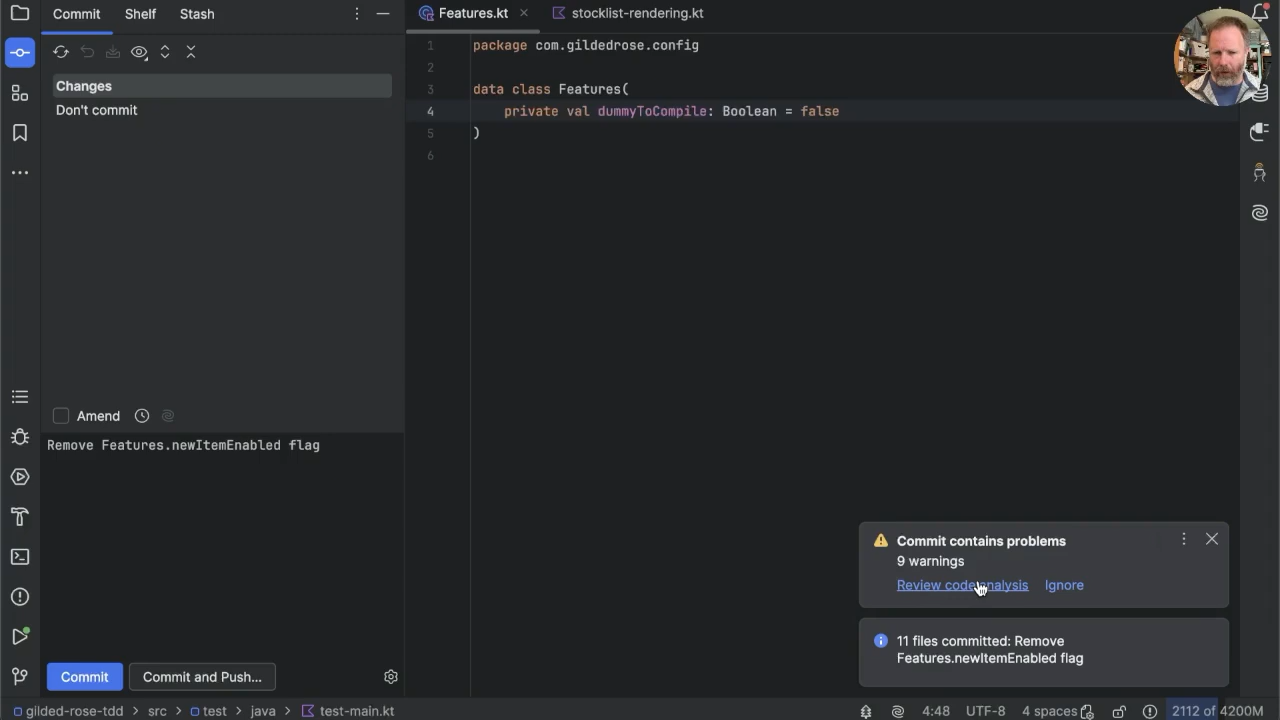 Commit Shelf Stash
Features.kt
stocklist-rendering.kt
Changes
Don't commit
1 package com.gildedrose.config
2
3 data class Features(
4 private val dummyToCompile: Boolean = false
5 )
6
Amend
Remove Features.newItemEnabled flag
Commit contains problems
9 warnings
Review code analysis Ignore
11 files committed: Remove
Features.newItemEnabled flag
Commit Commit and Push...
gilded-rose-tdd > src > test > java > test-main.kt
4:48 UTF-8 4 spaces 2112 of 4200M